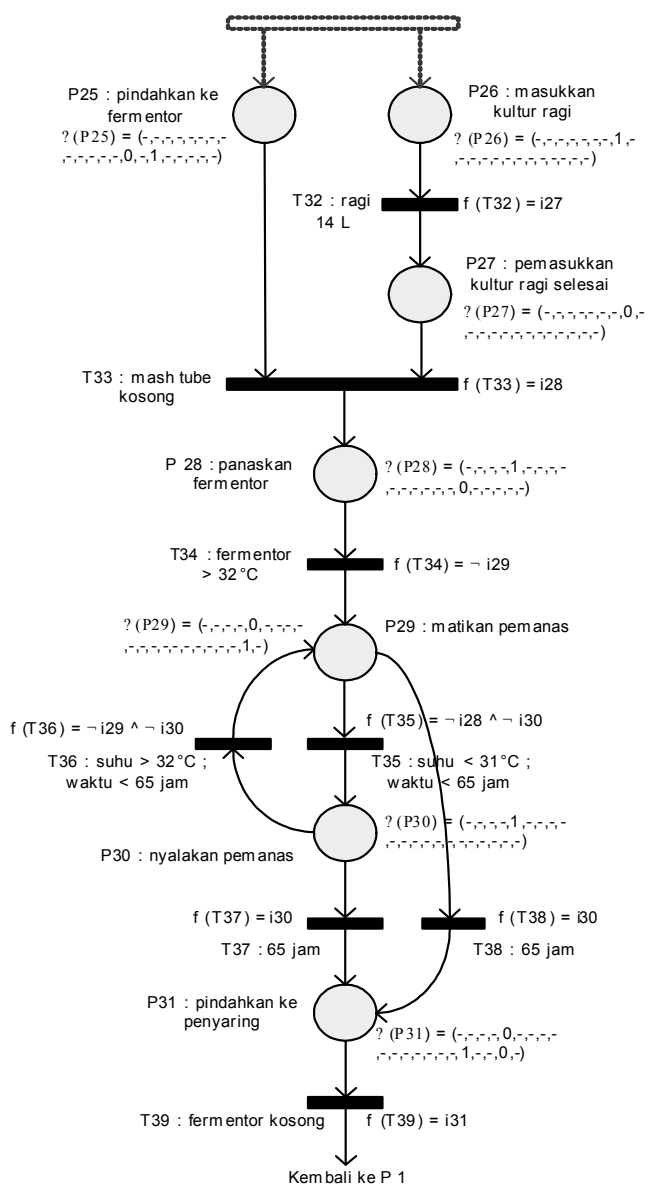 P25 : pindahkan ke
fermentor
? (P25) = (-,-,-,-,-,-,-,-
,-,-,-,-,-,0,-,1,-,-,-,-,-)
P26 : masukkan
kultur ragi
? (P26) = (-,-,-,-,-,-,-,1,-
,-,-,-,-,-,-,-,-,-,-,-,-,-)
T32 : ragi
14 L
f (T32) = i27
P27 : pemasukkan
kultur ragi selesai
? (P27) = (-,-,-,-,-,-,-,0,-
,-,-,-,-,-,-,-,-,-,-,-,-,-)
T33 : mash tube
kosong
f (T33) = i28
P 28 : panaskan
fermentor
? (P28) = (-,-,-,-,1,-,-,-,-
,-,-,-,-,-,-,0,-,-,-,-,-)
T34 : fermentor
> 32°C
f (T34) = ¬ i29
? (P29) = (-,-,-,-,0,-,-,-,-
,-,-,-,-,-,-,-,-,-,-,1,-)
P29 : matikan pemanas
f (T36) = ¬ i29 ^ ¬ i30
T36 : suhu > 32°C ;
waktu < 65 jam
f (T35) = ¬ i28 ^ ¬ i30
T35 : suhu < 31°C ;
waktu < 65 jam
? (P30) = (-,-,-,-,1,-,-,-,-
,-,-,-,-,-,-,-,-,-,-,-,-)
P30 : nyalakan pemanas
f (T37) = i30
T37 : 65 jam
f (T38) = i30
T38 : 65 jam
P31 : pindahkan ke
penyaring
? (P31) = (-,-,-,-,0,-,-,-,-
,-,-,-,-,-,-,-,1,-,-,0,-)
T39 : fermentor kosong
f (T39) = i31
Kembali ke P 1